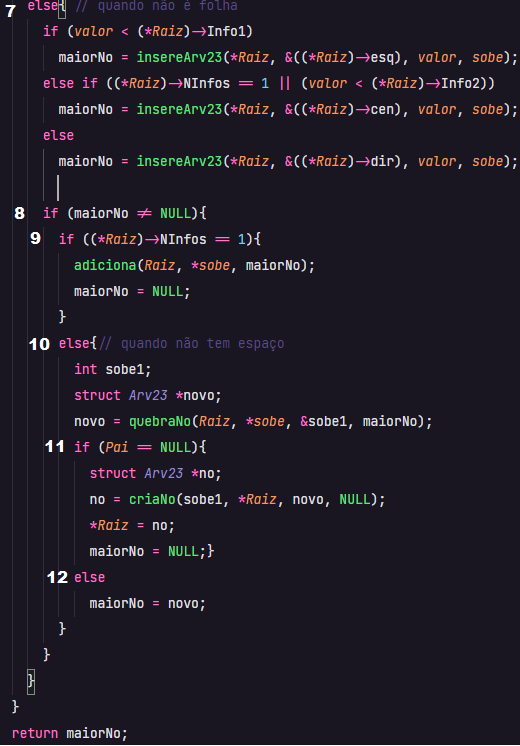 7 else{ // quando não é folha
if (valor < (*Raiz)->Info1)
maiorNo = insereArv23(*Raiz, &((*Raiz)->esq), valor, sobe);
else if ((*Raiz)->NInfos == 1 || (valor < (*Raiz)->Info2))
maiorNo = insereArv23(*Raiz, &((*Raiz)->cen), valor, sobe);
else
maiorNo = insereArv23(*Raiz, &((*Raiz)->dir), valor, sobe);
8 if (maiorNo != NULL){
9 if ((*Raiz)->NInfos == 1){
adiciona(Raiz, *sobe, maiorNo);
maiorNo = NULL;
}
10 else{// quando não tem espaço
int sobe1;
struct Arv23 *novo;
novo = quebraNo(Raiz, *sobe, &sobe1, maiorNo);
11 if (Pai == NULL){
struct Arv23 *no;
no = criaNo(sobe1, *Raiz, novo, NULL);
*Raiz = no;
maiorNo = NULL;}
12 else
maiorNo = novo;
}
}
}
}
return maiorNo;